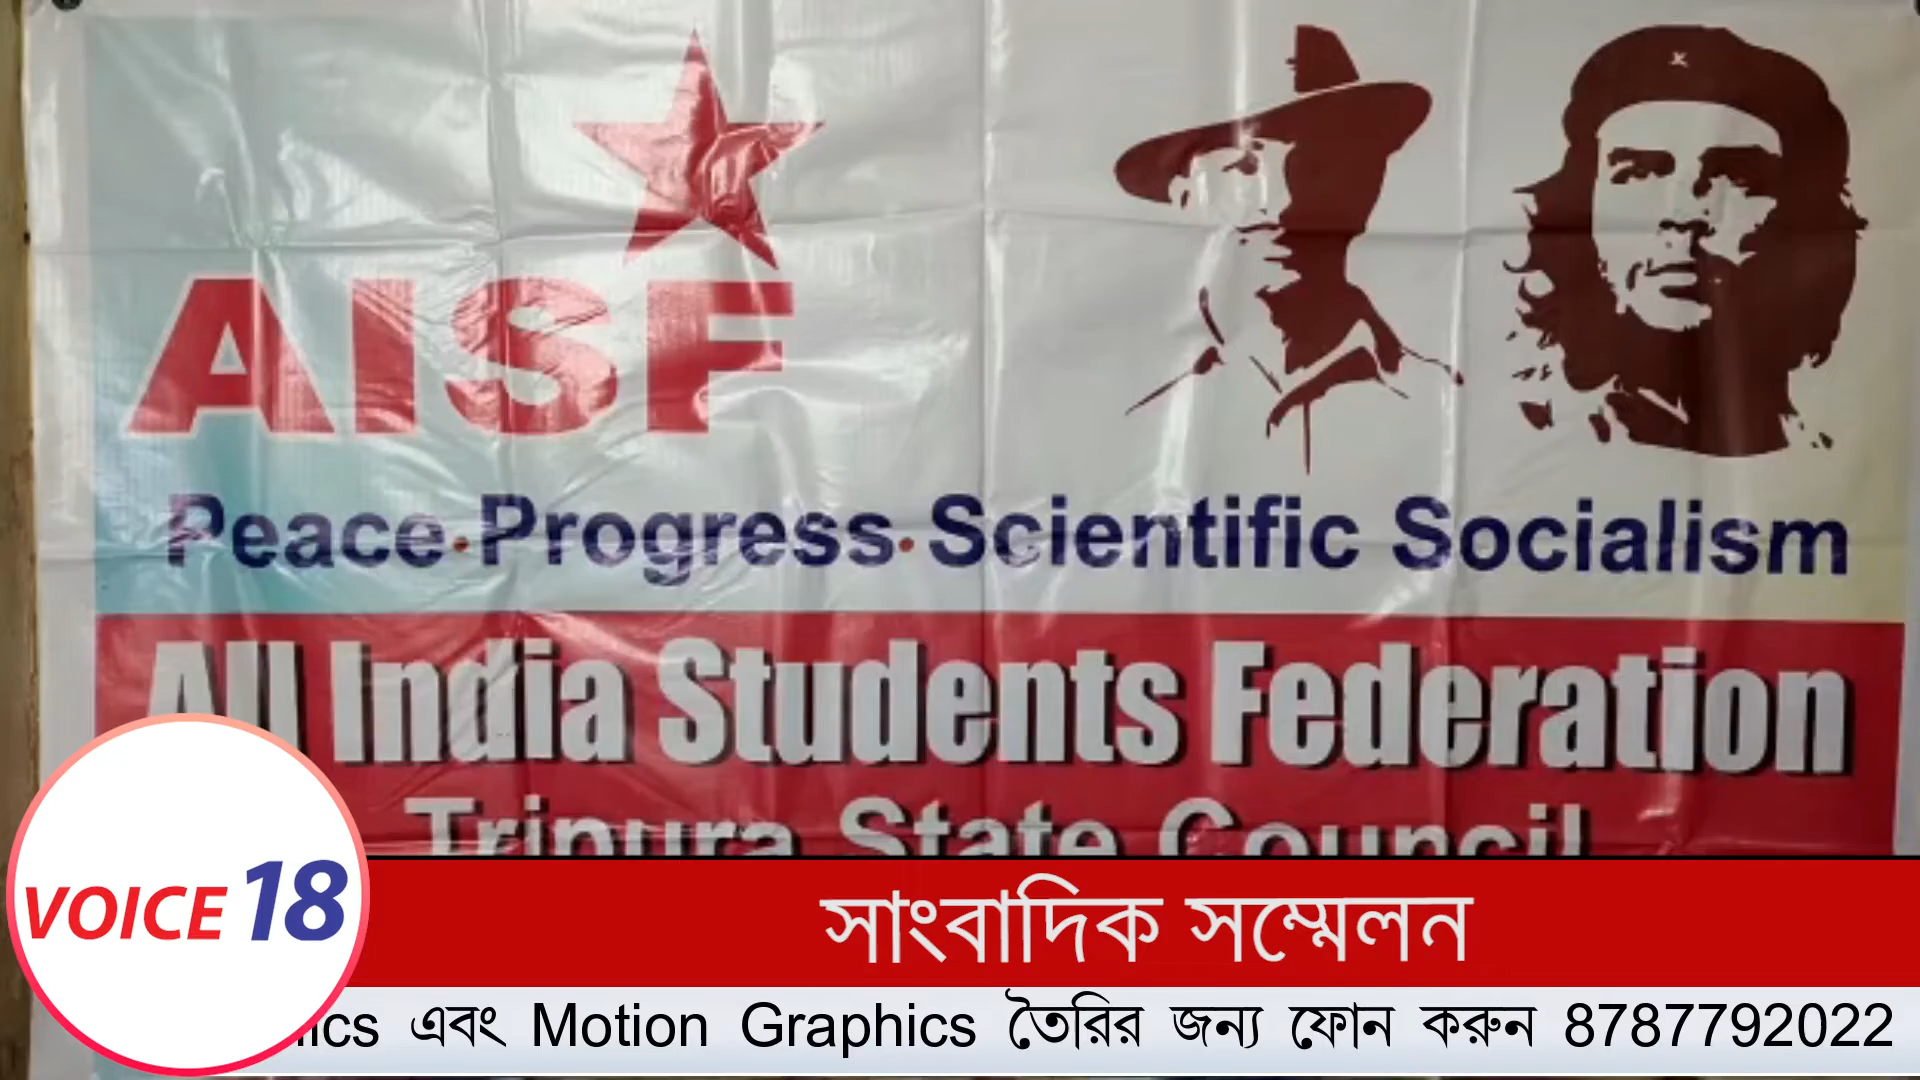 AISF
Peace·Progress·Scientific Socialism
All India Students Federation
Tripura State Council
VOICE 18
সাংবাদিক সম্মেলন
এবং Motion Graphics তৈরির জন্য ফোন করুন 8787792022